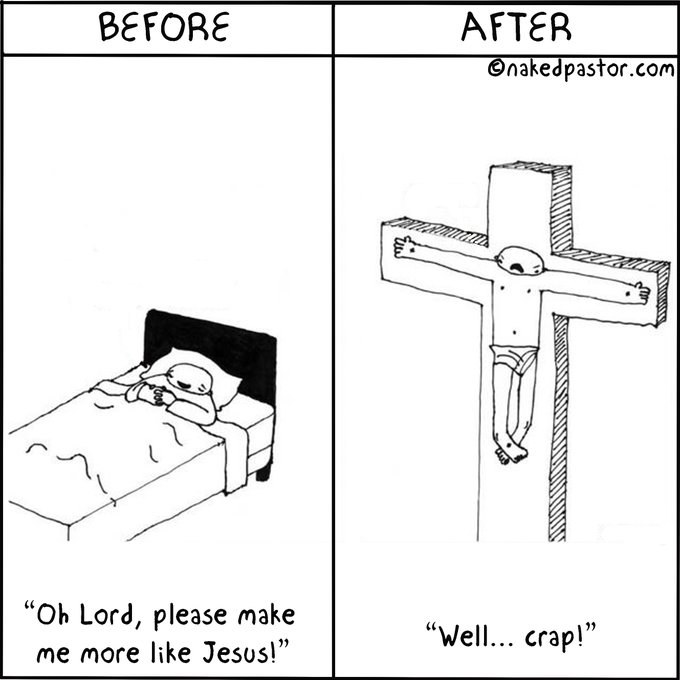 BEFORE
AFTER
©nakedpastor.com
“Oh Lord, please make
me more like Jesus!”
“Well... crap!”